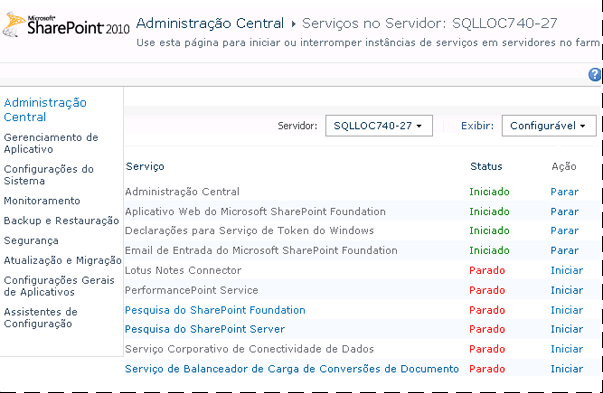 Microsoft®
SharePoint 2010
Administração Central ▸ Serviços no Servidor: SQLLOC740-27
Use esta página para iniciar ou interromper instâncias de serviços em servidores no farm.
Administração
Central
Gerenciamento de
Aplicativo
Configurações do
Sistema
Monitoramento
Backup e Restauração
Segurança
Atualização e Migração
Configurações Gerais
de Aplicativos
Assistentes de
Configuração
Servidor: SQLLOC740-27 Exibir: Configurável
Serviço Status Ação
Administração Central Iniciado Parar
Aplicativo Web do Microsoft SharePoint Foundation Iniciado Parar
Declarações para Serviço de Token do Windows Iniciado Parar
Email de Entrada do Microsoft SharePoint Foundation Iniciado Parar
Lotus Notes Connector Parado Iniciar
PerformancePoint Service Parado Iniciar
Pesquisa do SharePoint Foundation Parado Iniciar
Pesquisa do SharePoint Server Parado Iniciar
Serviço Corporativo de Conectividade de Dados Parado Iniciar
Serviço de Balanceador de Carga de Conversões de Documento Parado Iniciar